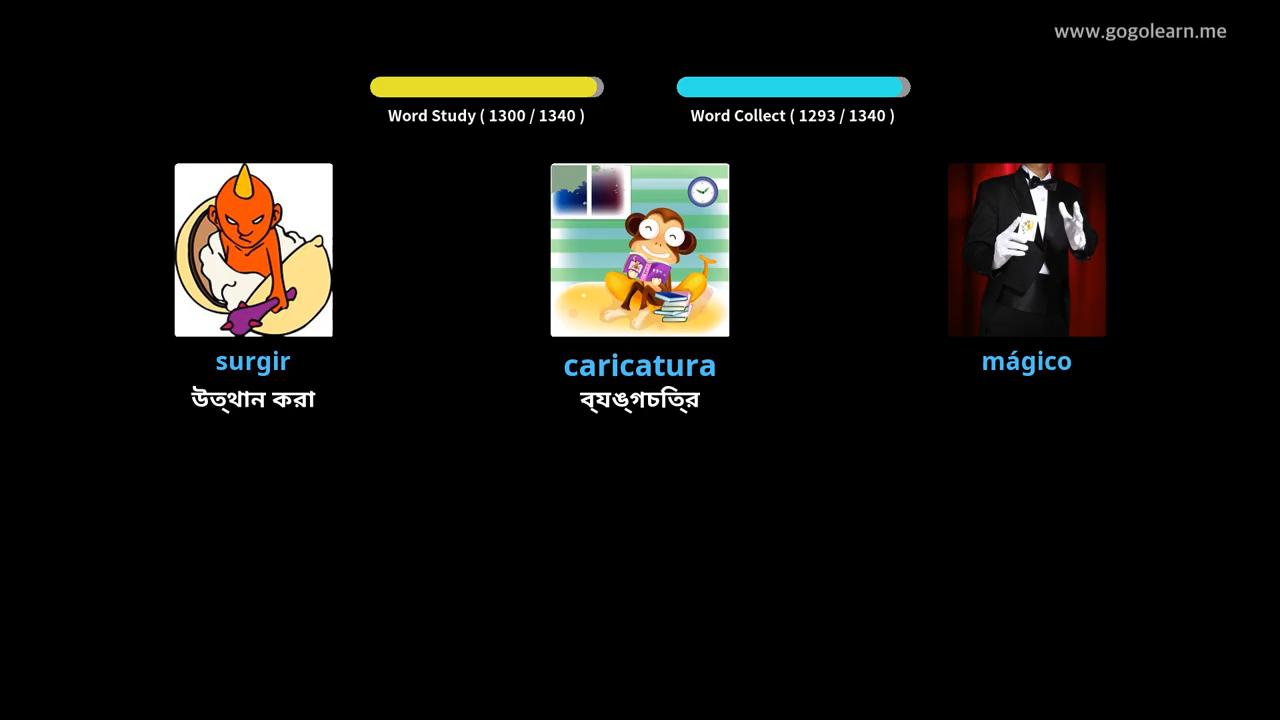 www.gogolearn.me
Word Study ( 1300 / 1340 )
Word Collect ( 1293 / 1340 )
surgir
caricatura
mágico
উত্থান করা
ব্যঙ্গচিত্র